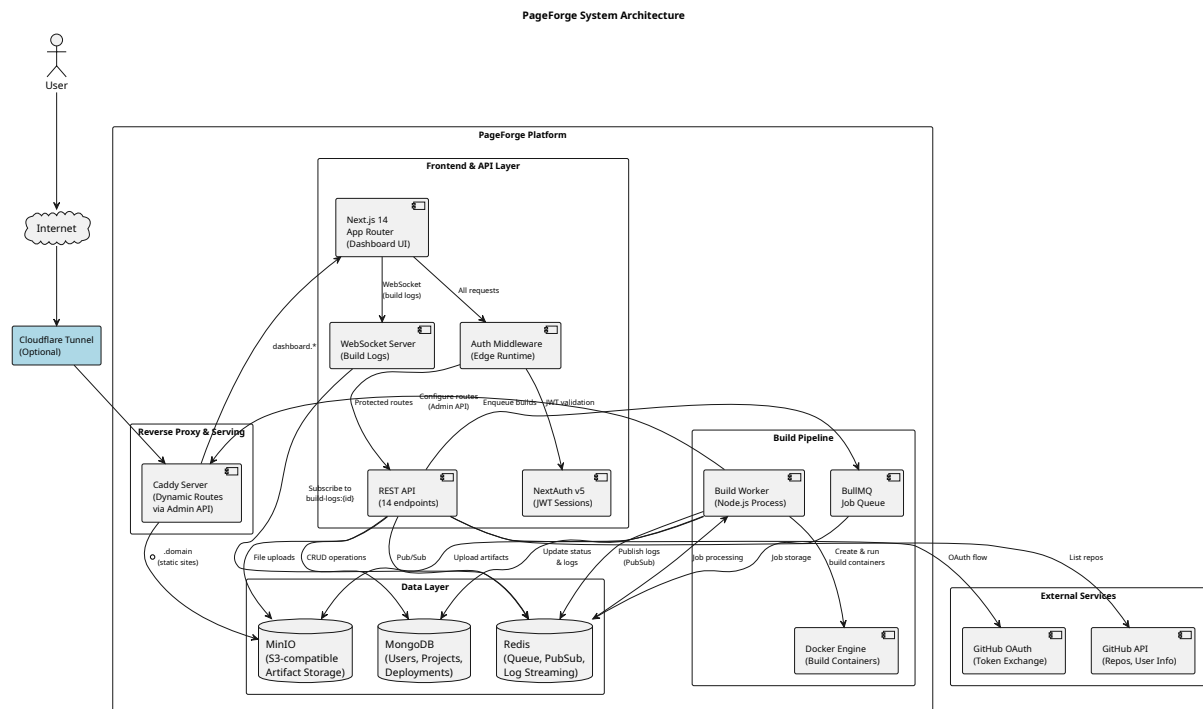 PageForge System Architecture
User
PageForge Platform
Frontend & API Layer
Next.js 14
App Router
(Dashboard UI)
Internet
WebSocket
(build logs)
All requests
Cloudflare Tunnel
(Optional)
WebSocket Server
(Build Logs)
Auth Middleware
(Edge Runtime)
dashboard.*
Protected routes
Configure routes
(Admin API)
Enqueue builds
JWT validation
Reverse Proxy & Serving
Build Pipeline
Caddy Server
(Dynamic Routes
via Admin API)
Subscribe to
build-logs:{id}
REST API
(14 endpoints)
NextAuth v5
(JWT Sessions)
Build Worker
(Node.js Process)
BullMQ
Job Queue
.domain
(static sites)
File uploads
CRUD operations
Pub/Sub
Upload artifacts
Update status
& logs
Publish logs
(PubSub)
Job processing
Job storage
Create & run
build containers
OAuth flow
List repos
Data Layer
External Services
MinIO
(S3-compatible
Artifact Storage)
MongoDB
(Users, Projects,
Deployments)
Redis
(Queue, PubSub,
Log Streaming)
Docker Engine
(Build Containers)
GitHub OAuth
(Token Exchange)
GitHub API
(Repos, User Info)